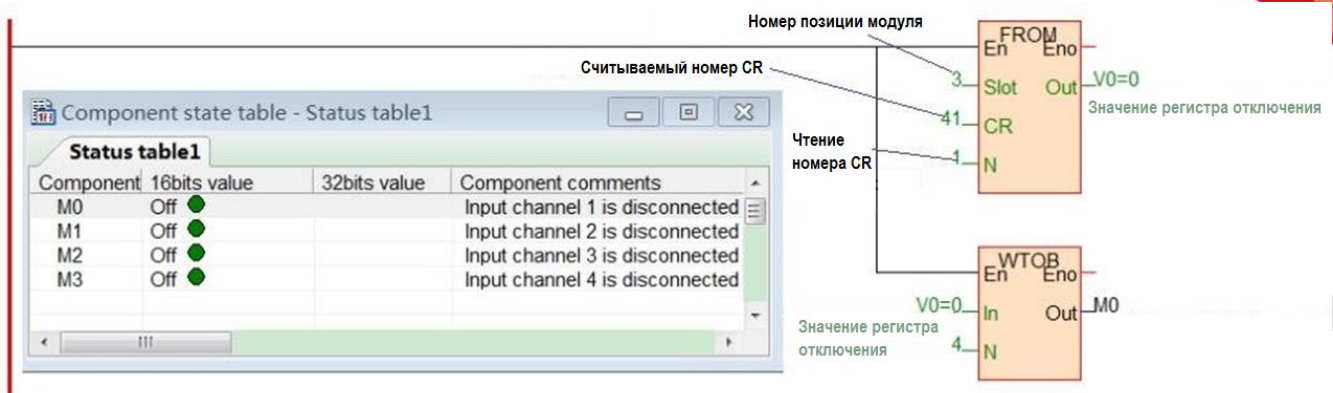 Номер позиции модуля
Считываемый номер CR
Чтение
номера CR
FROM
En Eno
3 Slot Out V0=0
41 CR
1 N
Значение регистра отключения
Component state table - Status table1
Status table1
Component 16bits value 32bits value Component comments
M0 Off Input channel 1 is disconnected
M1 Off Input channel 2 is disconnected
M2 Off Input channel 3 is disconnected
M3 Off Input channel 4 is disconnected
WTOB
En Eno
V0=0 In Out M0
4 N
Значение регистра
отключения